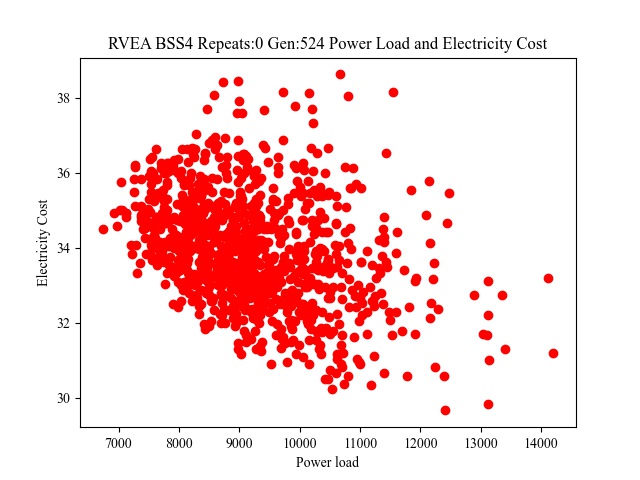 RVEA BSS4 Repeats:0 Gen:524 Power Load and Electricity Cost
38
36
34
32
30
Electricity Cost
7000 8000 9000 10000 11000 12000 13000 14000
Power load